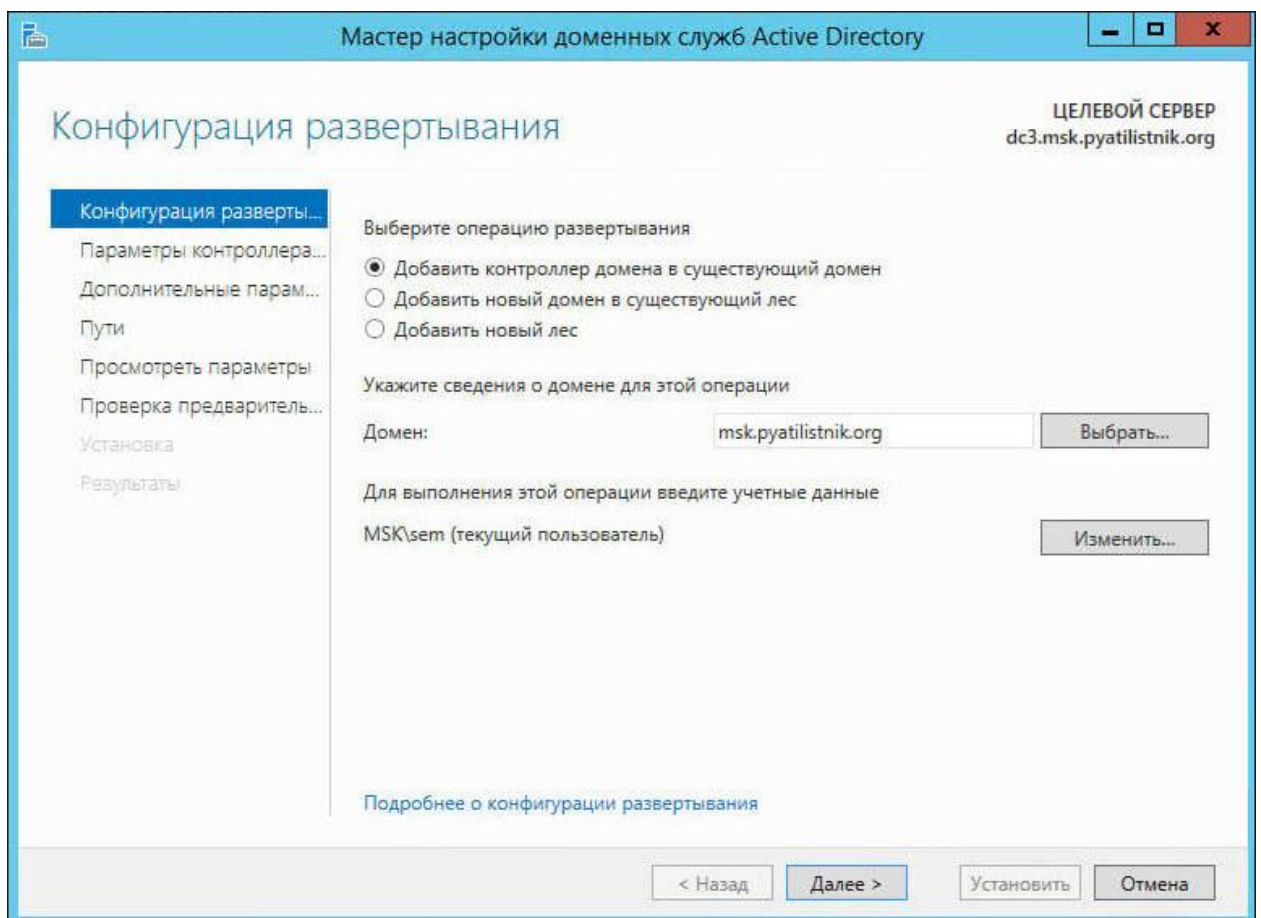 Мастер настройки доменных служб Active Directory
Конфигурация развертывания
ЦЕЛЕВОЙ СЕРВЕР
dc3.msk.pyatilistnik.org
Конфигурация разверты...
Параметры контроллера...
Дополнительные парам...
Пути
Просмотреть параметры
Проверка предваритель...
Установка
Результаты
Выберите операцию развертывания
Добавить контроллер домена в существующий домен
Добавить новый домен в существующий лес
Добавить новый лес
Укажите сведения о домене для этой операции
Домен: msk.pyatilistnik.org Выбрать...
Для выполнения этой операции введите учетные данные
MSK\sem (текущий пользователь) Изменить...
Подробнее о конфигурации развертывания
< Назад Далее > Установить Отмена